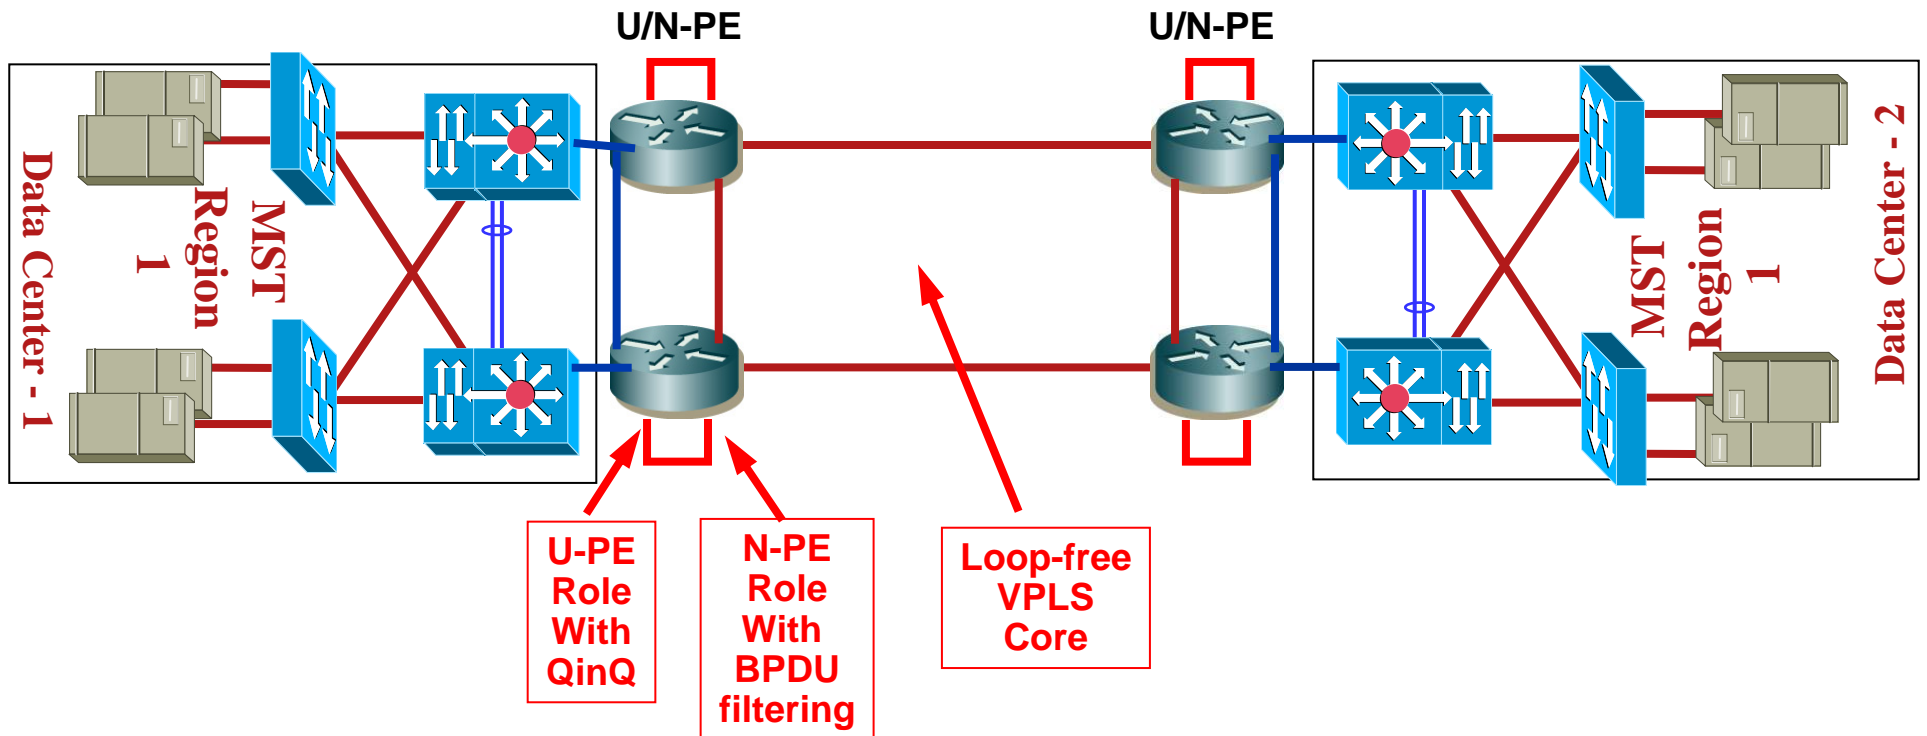 U/N-PE
U/N-PE
Data Center - 1
MST
Region
1
MST
Region
1
Data Center - 2
U-PE
Role
With
QinQ
N-PE
Role
With
BPDU
filtering
Loop-free
VPLS
Core